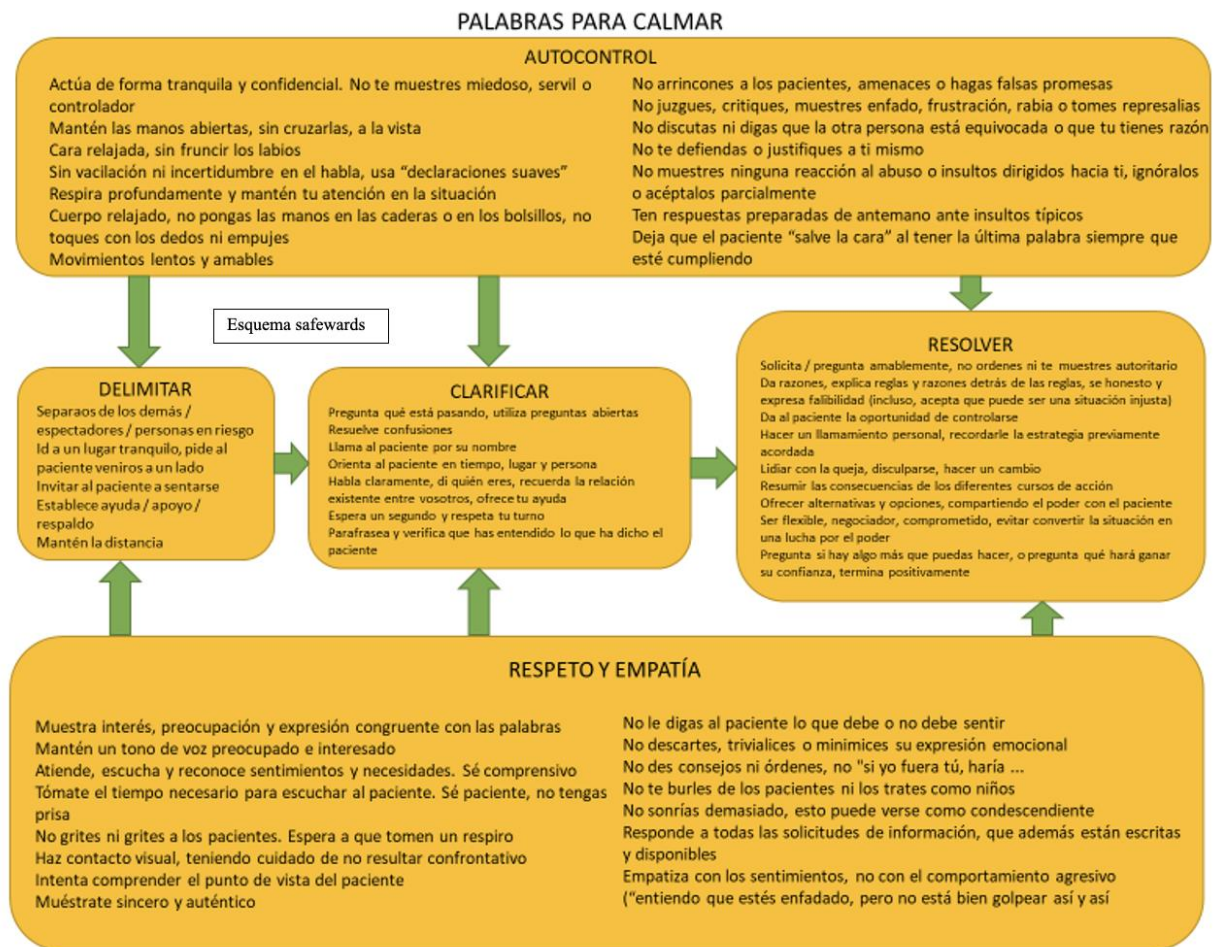 PALABRAS PARA CALMAR
AUTOCONTROL
Actúa de forma tranquila y confidencial. No te muestres miedoso, servil o
controlador
Mantén las manos abiertas, sin cruzarlas, a la vista
Cara relajada, sin fruncir los labios
Sin vacilación ni incertidumbre en el habla, usa “declaraciones suaves”
Respira profundamente y mantén tu atención en la situación
Cuerpo relajado, no pongas las manos en las caderas o en los bolsillos, no
toques con los dedos ni empujes
Movimientos lentos y amables
No arrincones a los pacientes, amenaces o hagas falsas promesas
No juzgues, critiques, muestres enfado, frustración, rabia o tomes represalias
No discutas ni digas que la otra persona está equivocada o que tu tienes razón
No te defiendas o justifiques a ti mismo
No muestres ninguna reacción al abuso o insultos dirigidos hacia ti, ignóralos
o acéptalos parcialmente
Ten respuestas preparadas de antemano ante insultos típicos
Deja que el paciente “salve la cara” al tener la última palabra siempre que
esté cumpliendo
Esquema safewards
DELIMITAR
Separaos de los demás /
espectadores / personas en riesgo
Id a un lugar tranquilo, pide al
paciente veniros a un lado
Invitar al paciente a sentarse
Establece ayuda / apoyo /
respaldo
Mantén la distancia
CLARIFICAR
Pregunta qué está pasando, utiliza preguntas abiertas
Resuelve confusiones
Llama al paciente por su nombre
Orienta al paciente en tiempo, lugar y persona
Habla claramente, di quién eres, recuerda la relación
existente entre vosotros, ofrece tu ayuda
Espera un segundo y respeta tu turno
Parafrasea y verifica que has entendido lo que ha dicho el
paciente
RESOLVER
Solicita / pregunta amablemente, no ordenes ni te muestres autoritario
Da razones, explica reglas y razones detrás de las reglas, se honesto y
expresa falibilidad (incluso, acepta que puede ser una situación injusta)
Da al paciente la oportunidad de controlarse
Hacer un llamamiento personal, recordarle la estrategia previamente
acordada
Lidiar con la queja, disculparse, hacer un cambio
Resumir las consecuencias de los diferentes cursos de acción
Ofrecer alternativas y opciones, compartiendo el poder con el paciente
Ser flexible, negociador, comprometido, evitar convertir la situación en
una lucha por el poder
Pregunta si hay algo más que puedas hacer, o pregunta qué hará ganar
su confianza, termina positivamente
RESPETO Y EMPATÍA
Muestra interés, preocupación y expresión congruente con las palabras
Mantén un tono de voz preocupado e interesado
Atiende, escucha y reconoce sentimientos y necesidades. Sé comprensivo
Tómate el tiempo necesario para escuchar al paciente. Sé paciente, no tengas
prisa
No grites ni grites a los pacientes. Espera a que tomen un respiro
Haz contacto visual, teniendo cuidado de no resultar confrontativo
Intenta comprender el punto de vista del paciente
Muéstrate sincero y auténtico
No le digas al paciente lo que debe o no debe sentir
No descartes, trivialices o minimices su expresión emocional
No des consejos ni órdenes, no "si yo fuera tú, haría ...
No te burles de los pacientes ni los trates como niños
No sonrías demasiado, esto puede verse como condescendiente
Responde a todas las solicitudes de información, que además están escritas
y disponibles
Empatiza con los sentimientos, no con el comportamiento agresivo
(“entiendo que estés enfadado, pero no está bien golpear así y así